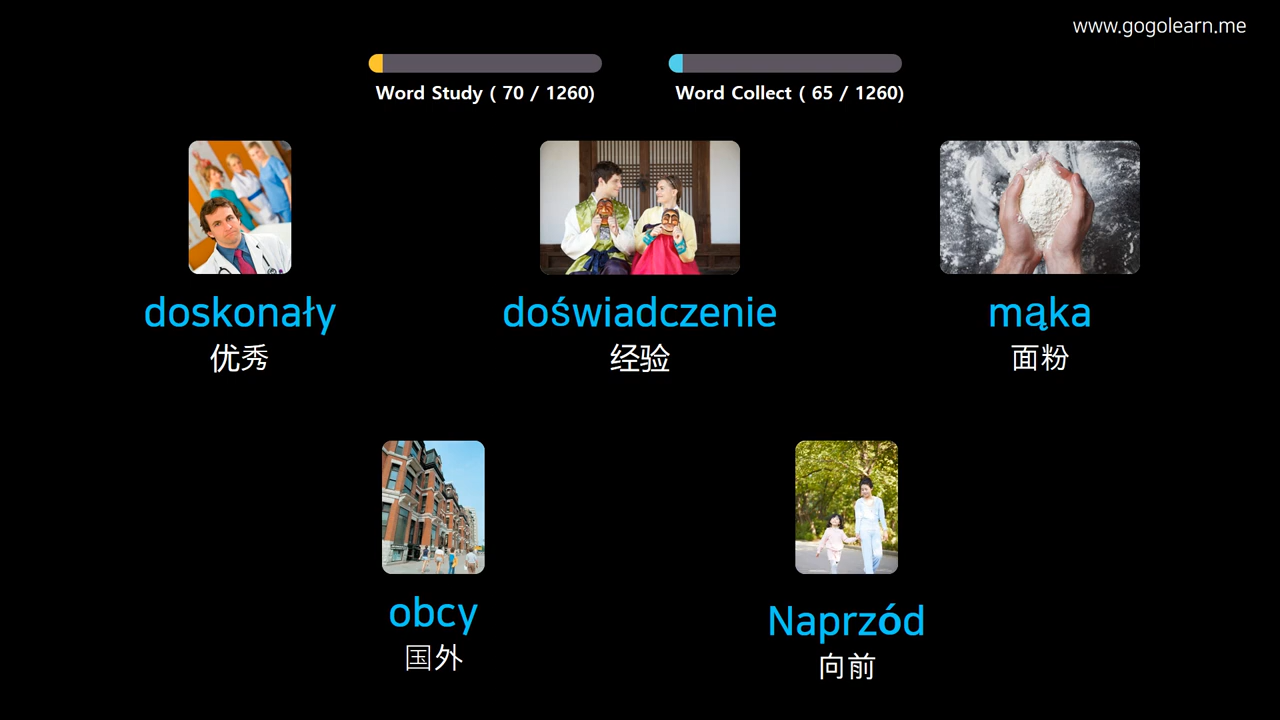 www.gogolearn.me
Word Study ( 70 / 1260)
Word Collect ( 65 / 1260)
doskonały
优秀
doświadczenie
经验
mąka
面粉
obcy
国外
Naprzód
向前